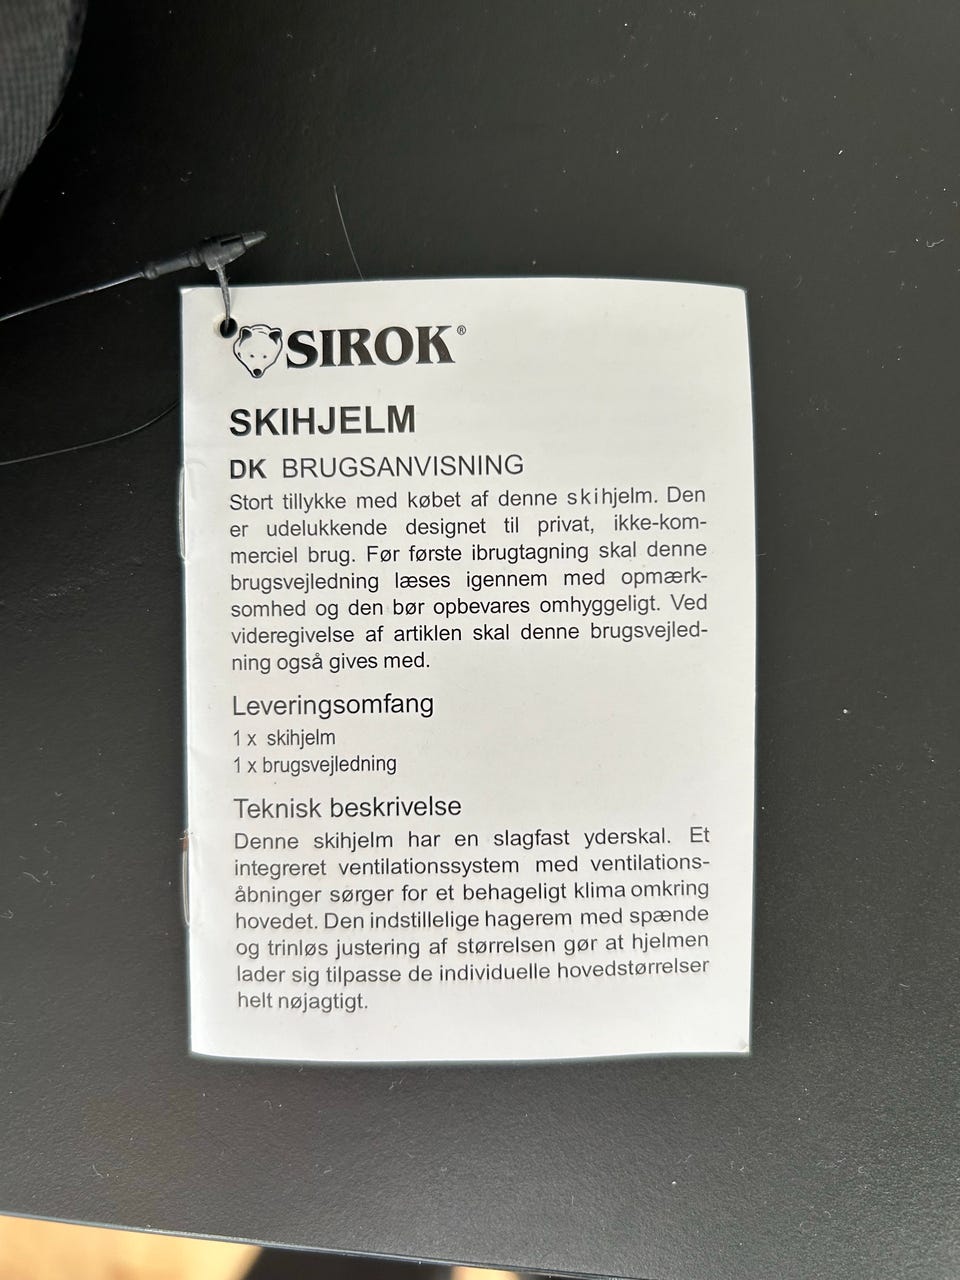 SIROK®
SKIHJELM
DK BRUGSANVISNING
Stort tillykke med købet af denne skihjelm. Den
er udelukkende designet til privat, ikke-kom-
merciel brug. Før første ibrugtagning skal denne
brugsvejledning læses igennem med opmærk-
somhed og den bør opbevares omhyggeligt. Ved
videregivelse af artiklen skal denne brugsvejled-
ning også gives med.
Leveringsomfang
1 x skihjelm
1 x brugsvejledning
Teknisk beskrivelse
Denne skihjelm har en slagfast yderskal. Et
integreret ventilationssystem med ventilations-
åbninger sørger for et behageligt klima omkring
hovedet. Den indstillelige hagerem med spænde
og trinløs justering af størrelsen gør at hjelmen
lader sig tilpasse de individuelle hovedstørrelser
helt nøjagtigt.